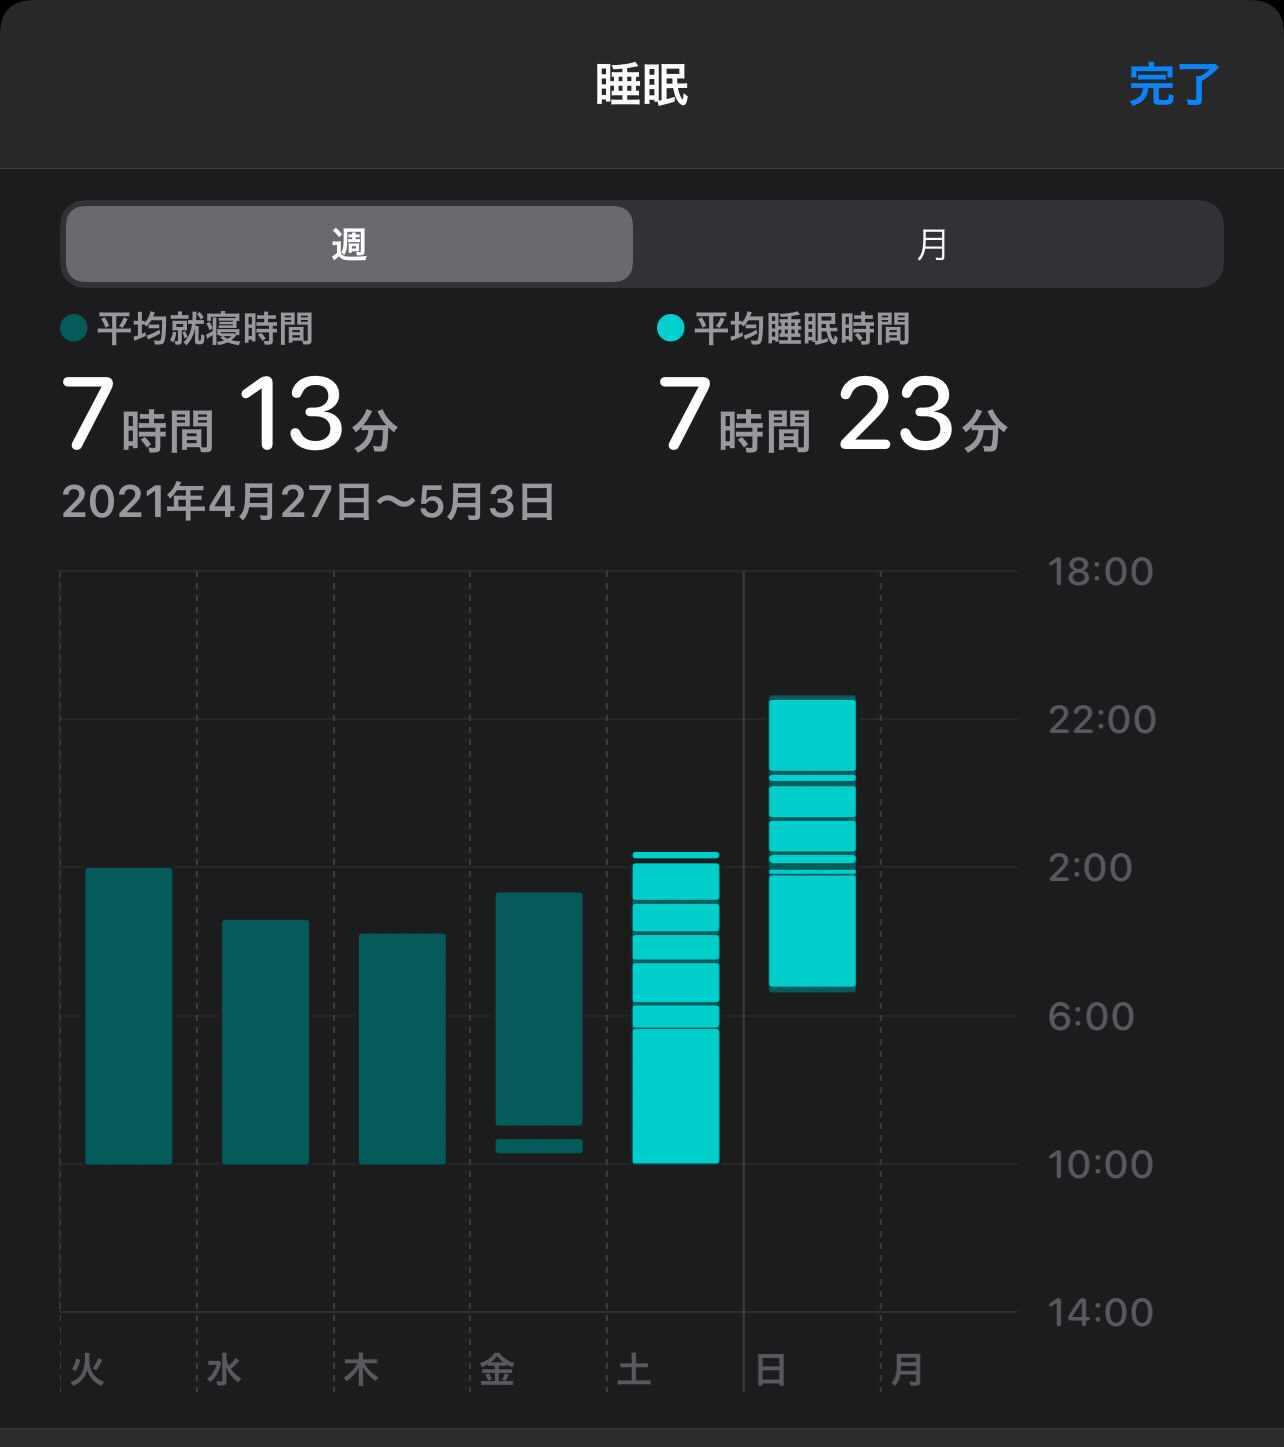 睡眠
完了
週
月
平均就寝時間
平均睡眠時間
7時間 13分
7時間 23分
2021年4月27日〜5月3日
18:00
22:00
2:00
6:00
10:00
14:00
火 水 木 金 土 日 月